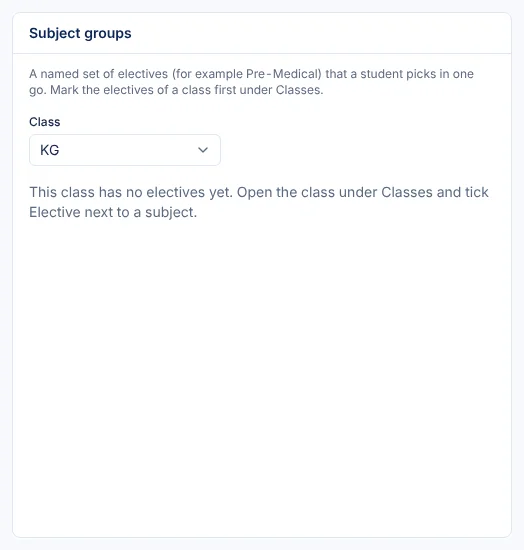 Subject groups
A named set of electives (for example Pre-Medical) that a student picks in one
go. Mark the electives of a class first under Classes.
Class
KG
This class has no electives yet. Open the class under Classes and tick
Elective next to a subject.